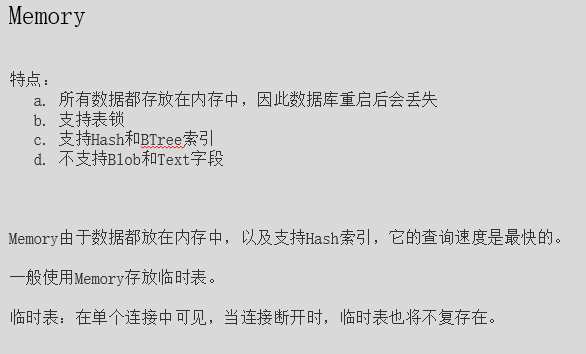 Memory
特点：
a. 所有数据都存放在内存中，因此数据库重启后会丢失
b. 支持表锁
c. 支持Hash和BTree索引
d. 不支持Blob和Text字段
Memory由于数据都放在内存中，以及支持Hash索引，它的查询速度是最快的。
一般使用Memory存放临时表。
临时表：在单个连接中可见，当连接断开时，临时表也将不复存在。